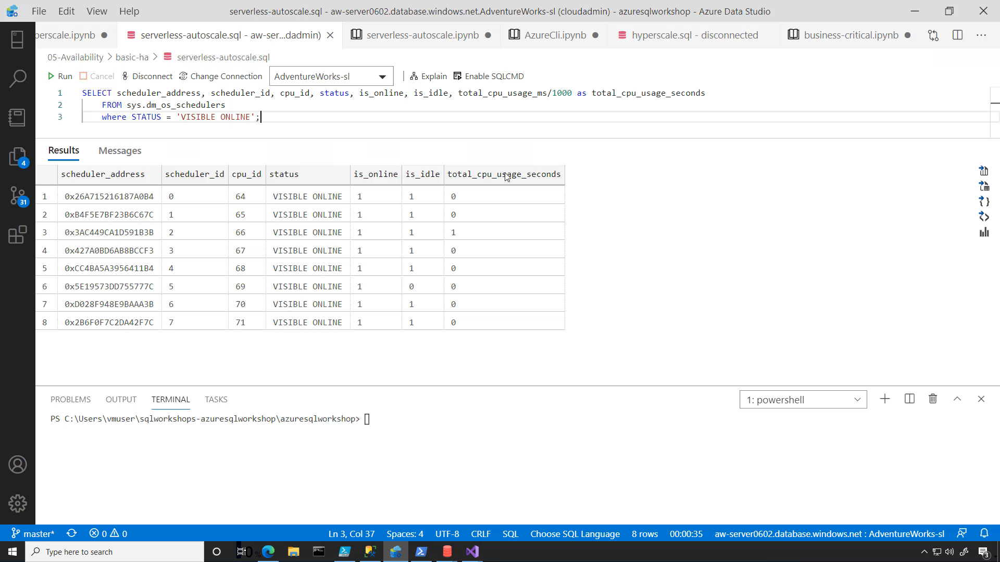 File Edit View Help serverless-autoscale.sql - aw-server0602.database.windows.net.AdventureWorks-sl (cloudadmin) - azuresqlworkshop - Azure Data Studio
perscale.ipynb serverless-autoscale.sql - aw-ser...dadmin) serverless-autoscale.ipynb AzureCli.ipynb hyperscale.sql - disconnected business-critical.ipynb
05-Availability > basic-ha > serverless-autoscale.sql
Run Cancel Disconnect Change Connection AdventureWorks-sl Explain Enable SQLCMD
1 SELECT scheduler_address, scheduler_id, cpu_id, status, is_online, is_idle, total_cpu_usage_ms/1000 as total_cpu_usage_seconds
2 FROM sys.dm_os_schedulers
3 where STATUS = 'VISIBLE ONLINE';
Results Messages
scheduler_address scheduler_id cpu_id status is_online is_idle total_cpu_usage_seconds
1 0x26A715216187A0B4 0 64 VISIBLE ONLINE 1 1 0
2 0xB4F5E7BF23B6C67C 1 65 VISIBLE ONLINE 1 1 0
3 0x3AC449CA1D591B3B 2 66 VISIBLE ONLINE 1 1 1
4 0x427A0BD6AB8BCCF3 3 67 VISIBLE ONLINE 1 1 0
5 0xCC4BA5A3956411B4 4 68 VISIBLE ONLINE 1 1 0
6 0x5E19573DD755777C 5 69 VISIBLE ONLINE 1 0 0
7 0xD028F948E9BAAA3B 6 70 VISIBLE ONLINE 1 1 0
8 0x2B6F0F7C2DA42F7C 7 71 VISIBLE ONLINE 1 1 0
4
31
PROBLEMS OUTPUT TERMINAL TASKS 1: powershell
PS C:\Users\vmuser\sqlworkshops-azuresqlworkshop\azuresqlworkshop>
master* 0 0 Ln 3, Col 37 Spaces: 4 UTF-8 CRLF SQL Choose SQL Language 8 rows 00:00:35 aw-server0602.database.windows.net : AdventureWorks-sl
Type here to search 3